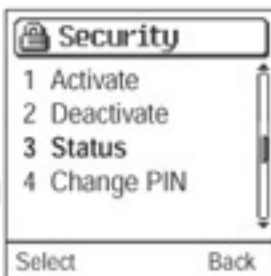 Security
1 Activate
2 Deactivate
3 Status
4 Change PIN
Select Back